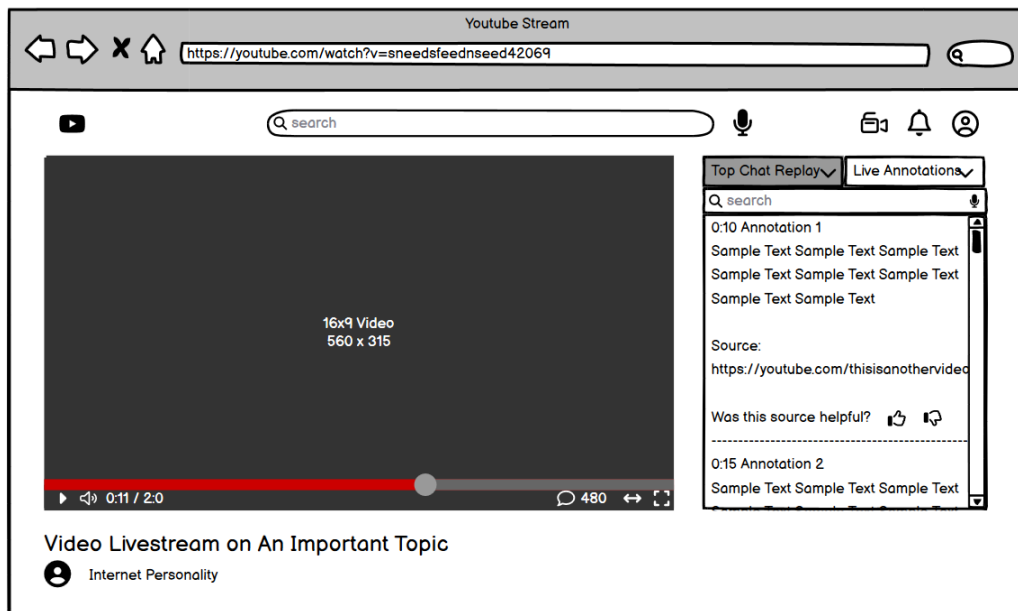 Youtube Stream
https://youtube.com/watch?v=sneedsfeednseed42069
search
Top Chat Replay
Live Annotations
search
0:10 Annotation 1
Sample Text Sample Text Sample Text
Sample Text Sample Text Sample Text
Sample Text Sample Text
Source:
https://youtube.com/thisisanothervideo
Was this source helpful?
0:15 Annotation 2
Sample Text Sample Text Sample Text
16x9 Video
560 x 315
0:11 / 2:0
480
Video Livestream on An Important Topic
Internet Personality